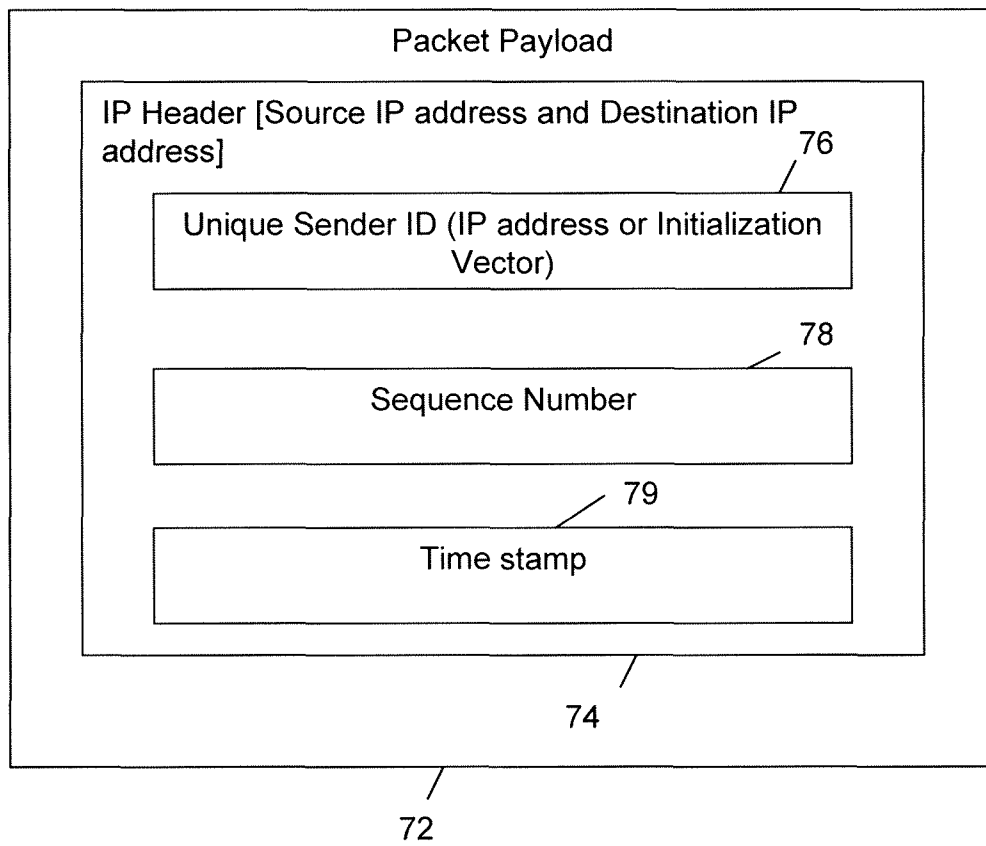 Packet Payload
IP Header [Source IP address and Destination IP
address]
76
Unique Sender ID (IP address or Initialization
Vector)
78
Sequence Number
79
Time stamp
74
72